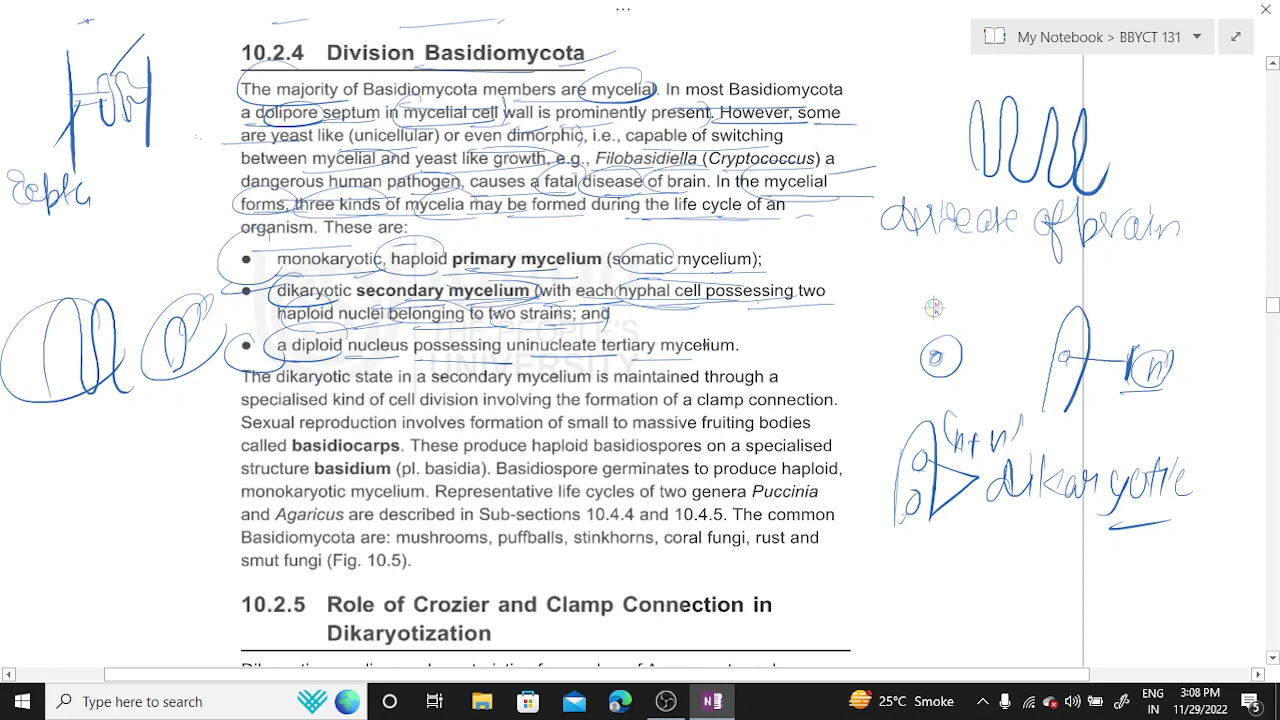 My Notebook > BBYCT 131
10.2.4 Division Basidiomycota
The majority of Basidiomycota members are mycelial. In most Basidiomycota
a dolipore septum in mycelial cell wall is prominently present. However, some
are yeast like (unicellular) or even dimorphic, i.e., capable of switching
between mycelial and yeast like growth, e.g., Filobasidiella (Cryptococcus) a
dangerous human pathogen, causes a fatal disease of brain. In the mycelial
forms, three kinds of mycelia may be formed during the life cycle of an
organism. These are:
● monokaryotic, haploid primary mycelium (somatic mycelium);
● dikaryotic secondary mycelium (with each hyphal cell possessing two
haploid nuclei belonging to two strains; and
● a diploid nucleus possessing uninucleate tertiary mycelium.
THE PEOPLE'S
UNIVERSITY
The dikaryotic state in a secondary mycelium is maintained through a
specialised kind of cell division involving the formation of a clamp connection.
Sexual reproduction involves formation of small to massive fruiting bodies
called basidiocarps. These produce haploid basidiospores on a specialised
structure basidium (pl. basidia). Basidiospore germinates to produce haploid,
monokaryotic mycelium. Representative life cycles of two genera Puccinia
and Agaricus are described in Sub-sections 10.4.4 and 10.4.5. The common
Basidiomycota are: mushrooms, puffballs, stinkhorns, coral fungi, rust and
smut fungi (Fig. 10.5).
10.2.5 Role of Crozier and Clamp Connection in
Dikaryotization
Septa
disease of brain
(n)
(n+n)
dikaryotic
Type here to search
25°C Smoke
ENG
IN
3:08 PM
11/29/2022
5